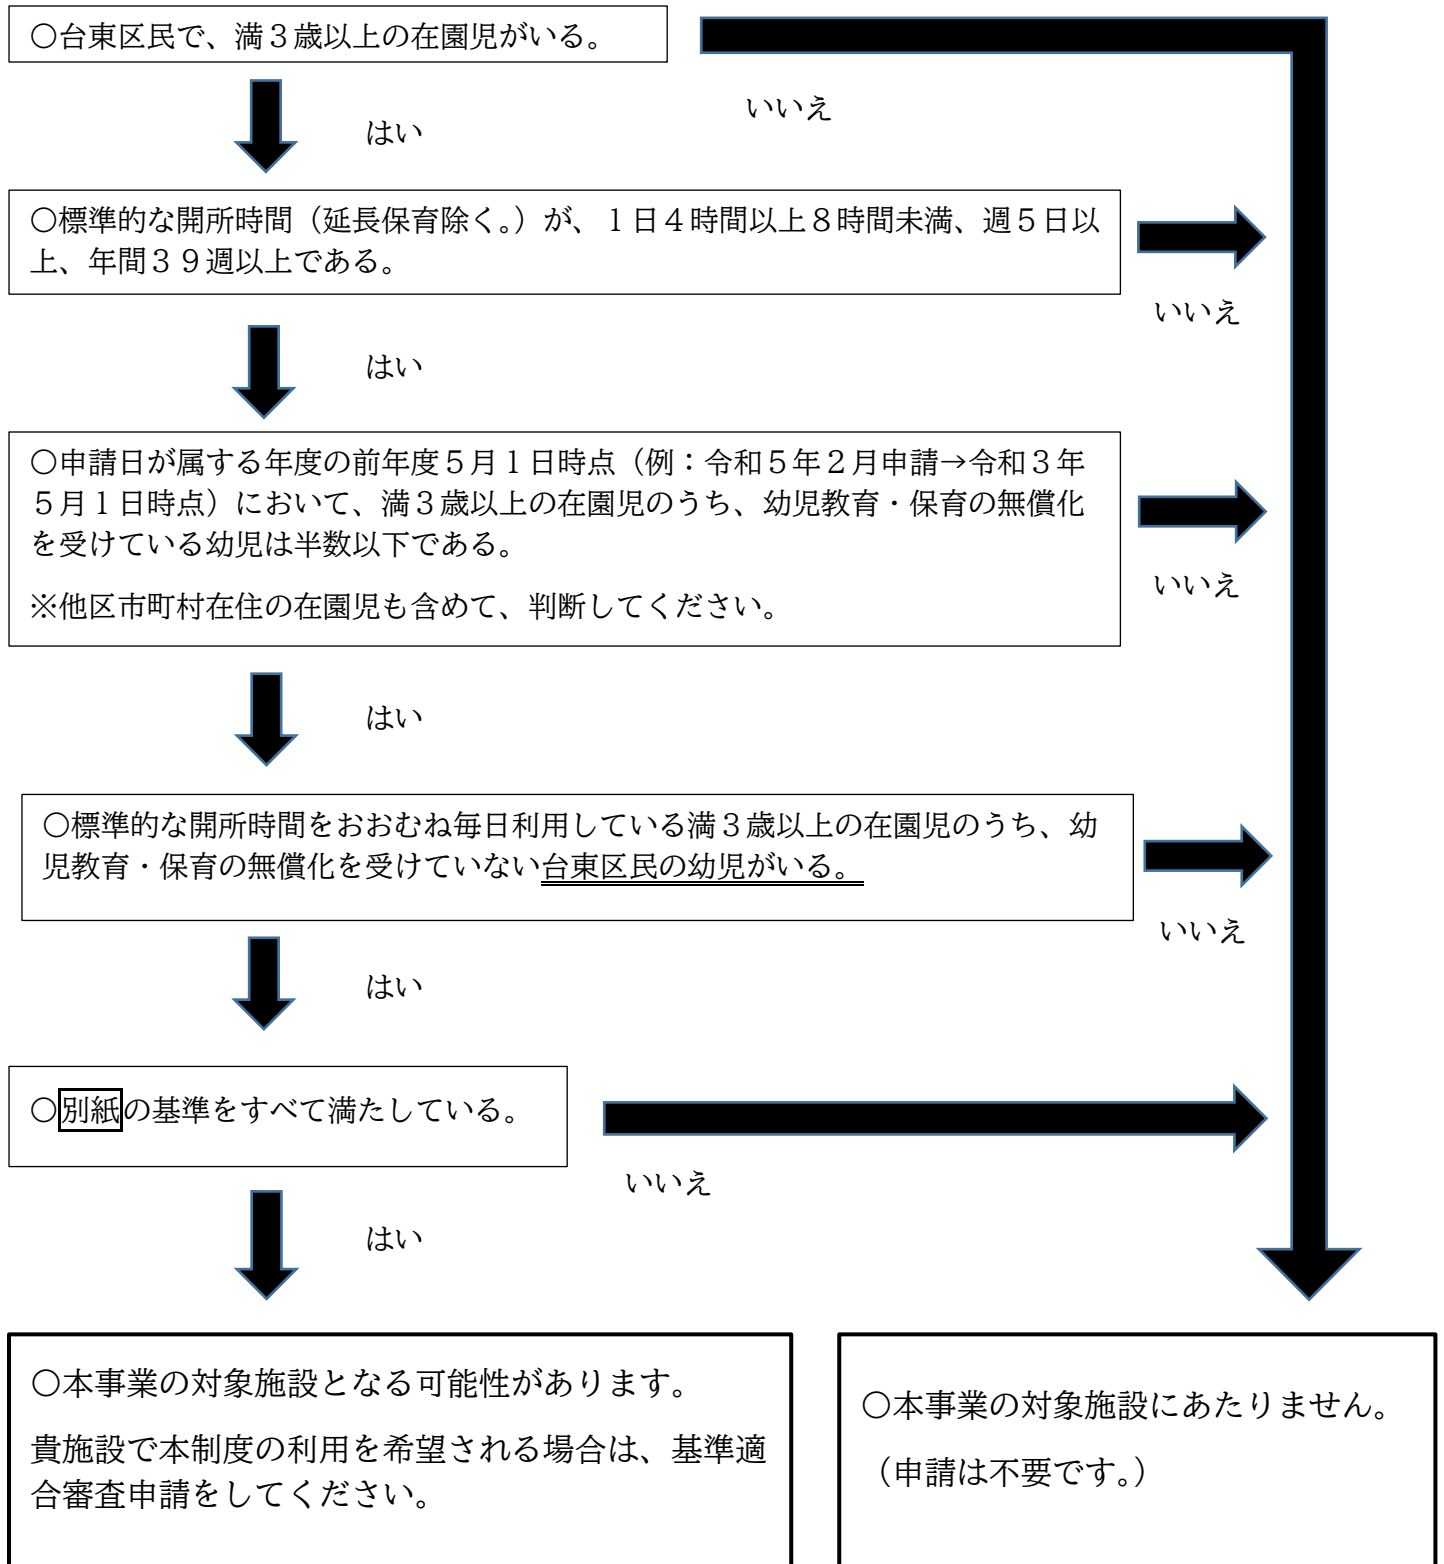 ○台東区民で、満３歳以上の在園児がいる。
いいえ
はい
○標準的な開所時間（延長保育除く。）が、１日４時間以上８時間未満、週５日以
上、年間３９週以上である。
いいえ
はい
○申請日が属する年度の前年度５月１日時点（例：令和５年２月申請→令和３年
５月１日時点）において、満３歳以上の在園児のうち、幼児教育・保育の無償化
を受けている幼児は半数以下である。
※他区市町村在住の在園児も含めて、判断してください。
いいえ
はい
○標準的な開所時間をおおむね毎日利用している満３歳以上の在園児のうち、幼
児教育・保育の無償化を受けていない台東区民の幼児がいる。
いいえ
はい
○別紙の基準をすべて満たしている。
いいえ
はい
○本事業の対象施設となる可能性があります。
貴施設で本制度の利用を希望される場合は、基準適
合審査申請をしてください。
○本事業の対象施設にあたりません。
（申請は不要です。）